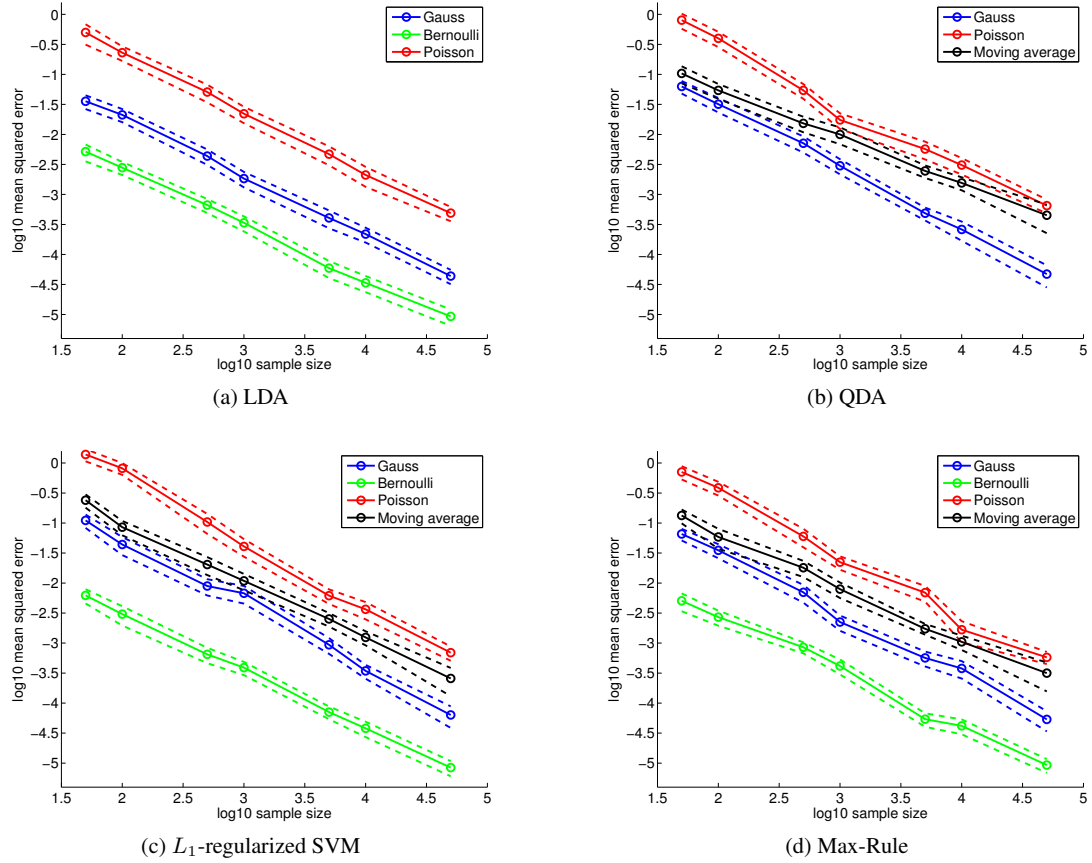 0
−0.5
−1
−1.5
−2
−2.5
−3
−3.5
−4
−4.5
−5
log10 mean squared error
Gauss
Bernoulli
Poisson
1.5 2 2.5 3 3.5 4 4.5 5
log10 sample size
(a) LDA
0
−0.5
−1
−1.5
−2
−2.5
−3
−3.5
−4
−4.5
−5
log10 mean squared error
Gauss
Poisson
Moving average
1.5 2 2.5 3 3.5 4 4.5 5
log10 sample size
(b) QDA
0
−0.5
−1
−1.5
−2
−2.5
−3
−3.5
−4
−4.5
−5
log10 mean squared error
Gauss
Bernoulli
Poisson
Moving average
1.5 2 2.5 3 3.5 4 4.5 5
log10 sample size
(c) L₁-regularized SVM
0
−0.5
−1
−1.5
−2
−2.5
−3
−3.5
−4
−4.5
−5
log10 mean squared error
Gauss
Bernoulli
Poisson
Moving average
1.5 2 2.5 3 3.5 4 4.5 5
log10 sample size
(d) Max-Rule